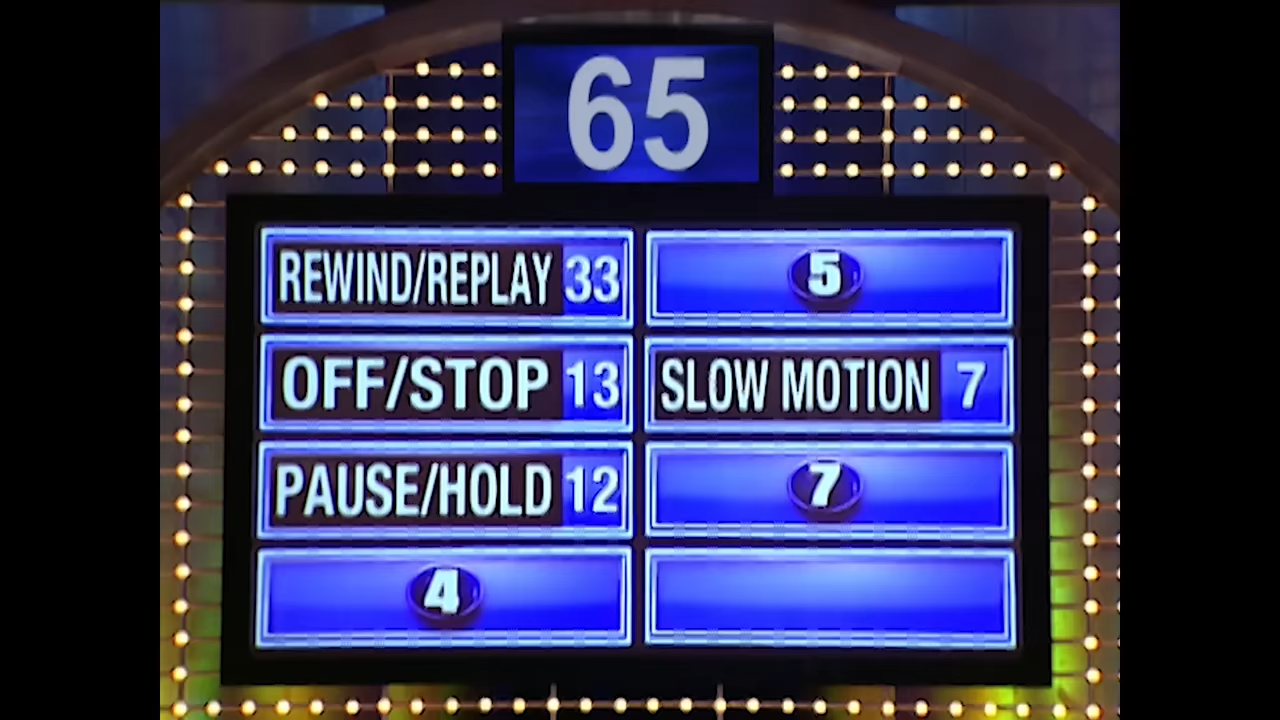 65
REWIND/REPLAY 33
OFF/STOP 13
PAUSE/HOLD 12
4
5
SLOW MOTION 7
7